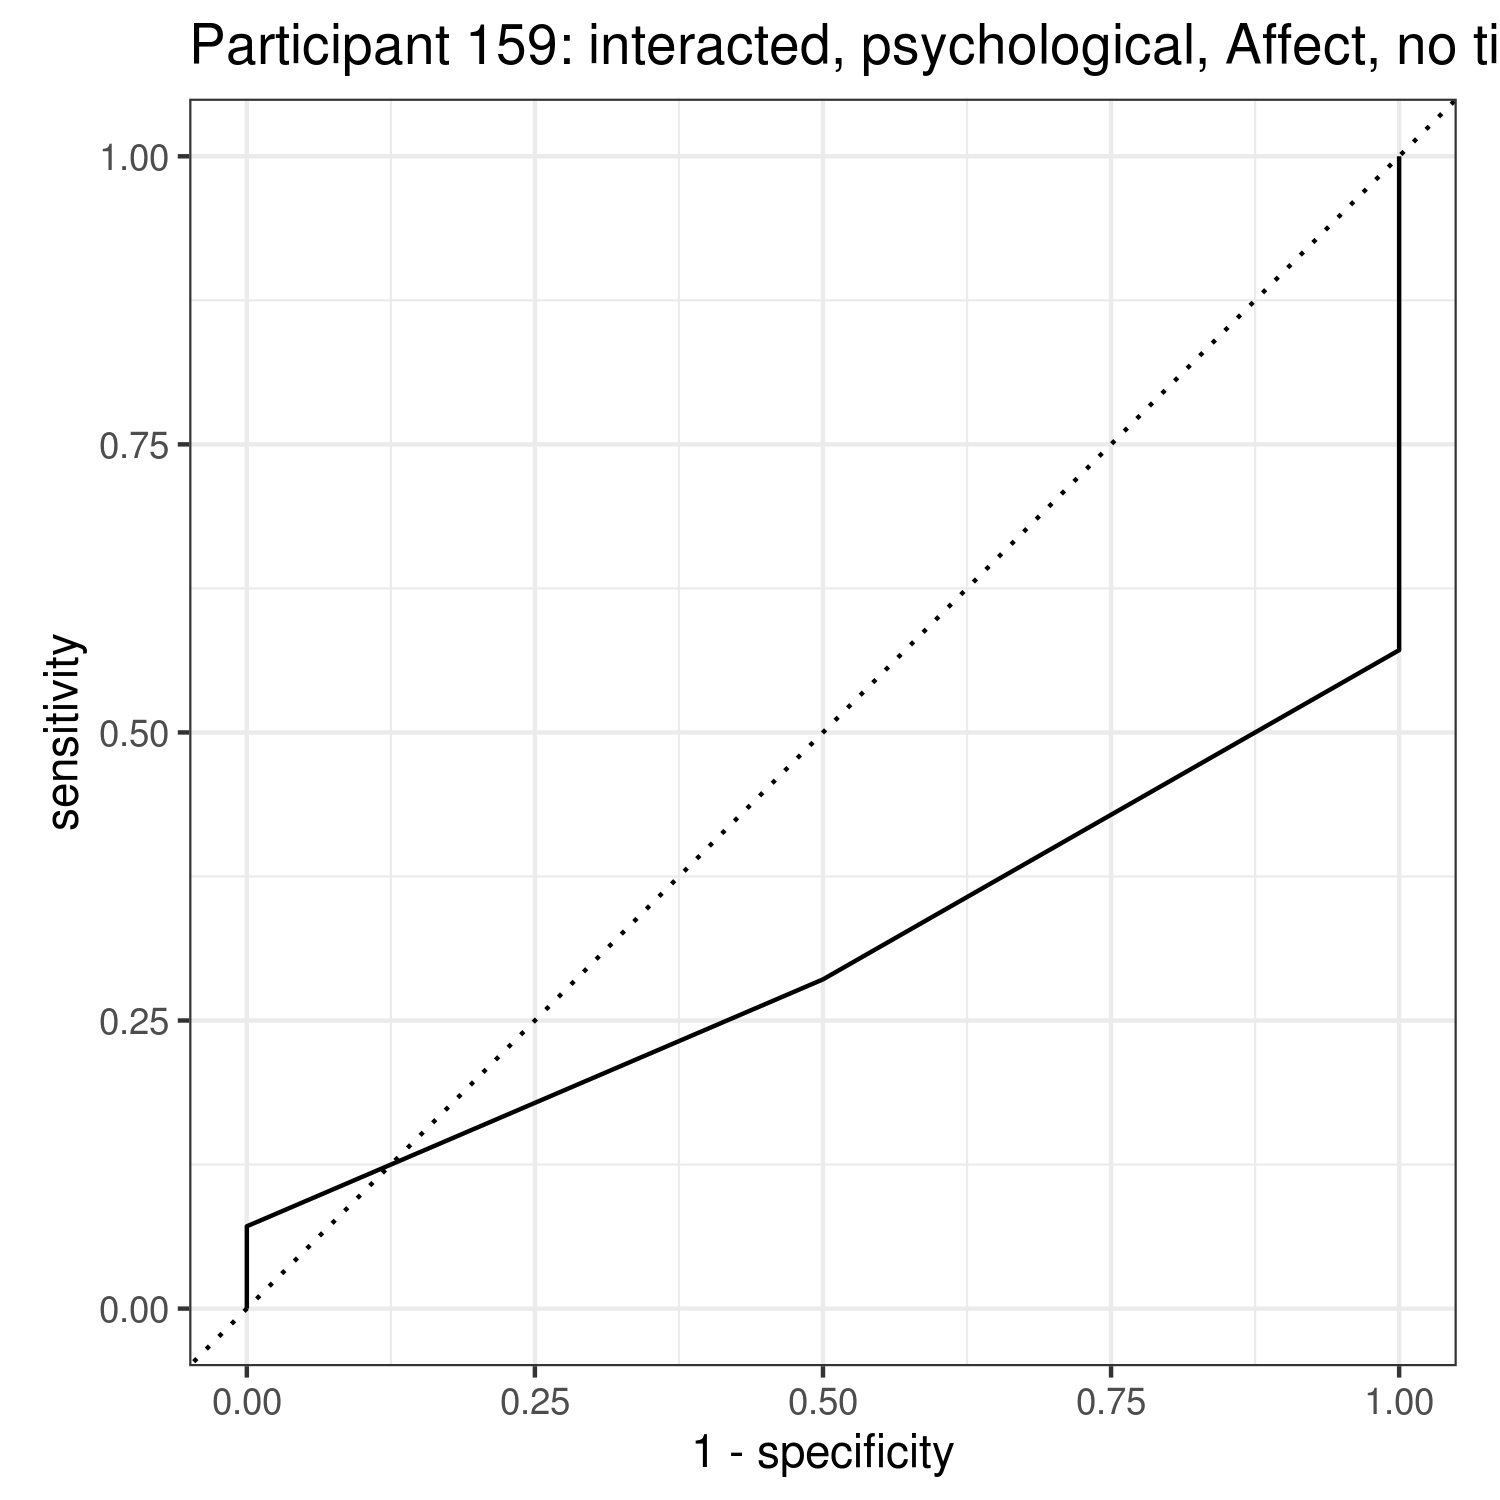 Participant 159: interacted, psychological, Affect, no ti
1.00
0.75
0.50
0.25
0.00
sensitivity
0.00 0.25 0.50 0.75 1.00
1 - specificity